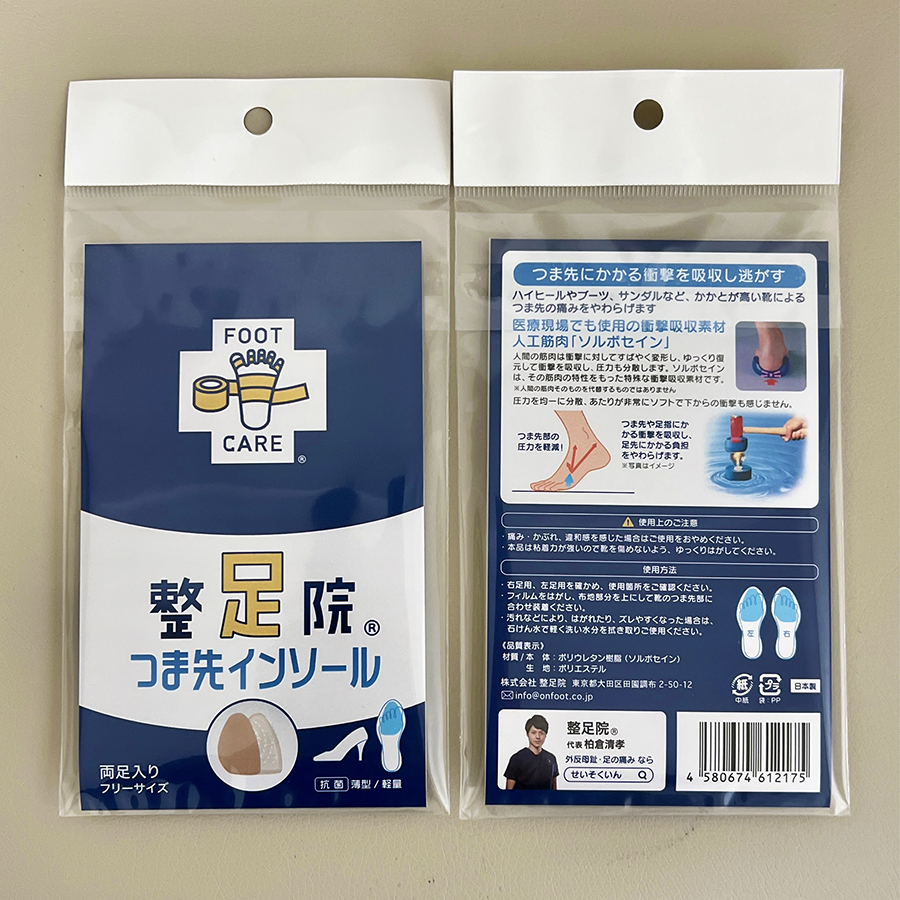 FOOT
CARE
®
整足院®
つま先インソール
両足入り
フリーサイズ
抗菌 薄型/軽量
つま先にかかる衝撃を吸収し逃がす
ハイヒールやブーツ、サンダルなど、かかとが高い靴による
つま先の痛みをやわらげます
医療現場でも使用の衝撃吸収素材
人工筋肉「ソルボセイン」
人間の筋肉は衝撃に対してすばやく変形し、ゆっくり復
元して衝撃を吸収し、圧力も分散します。ソルボセイン
は、その筋肉の特性をもった特殊な衝撃吸収素材です。
※人間の筋肉そのものを代替するものではありません
圧力を均一に分散、あたりが非常にソフトで下からの衝撃も感じません。
つま先部の
圧力を軽減!
つま先や足指にか
かる衝撃を吸収し、
足先にかかる負担
をやわらげます。
※写真はイメージ
使用上のご注意
・痛み・かぶれ、違和感を感じた場合はご使用をおやめください。
・本品は粘着力が強いので靴を傷めないよう、ゆっくりはがしてください。
使用方法
・右足用、左足用を確かめ、使用箇所をご確認ください。
・フィルムをはがし、布地部分を上にして靴のつま先部に
合わせ装着ください。
・汚れなどにより、はがれたり、ズレやすくなった場合は、
石けん水で軽く洗い水分を拭き取りご使用ください。
左 右
《品質表示》
材質/本 体:ポリウレタン樹脂(ソルボセイン)
生 地:ポリエステル
株式会社 整足院 東京都大田区田園調布 2-50-12
info@onfoot.co.jp
紙
中紙
プラ
袋:PP
日本製
整足院®
代表 柏倉清孝
外反母趾・足の痛み なら
せいそくいん
4 580674 612175